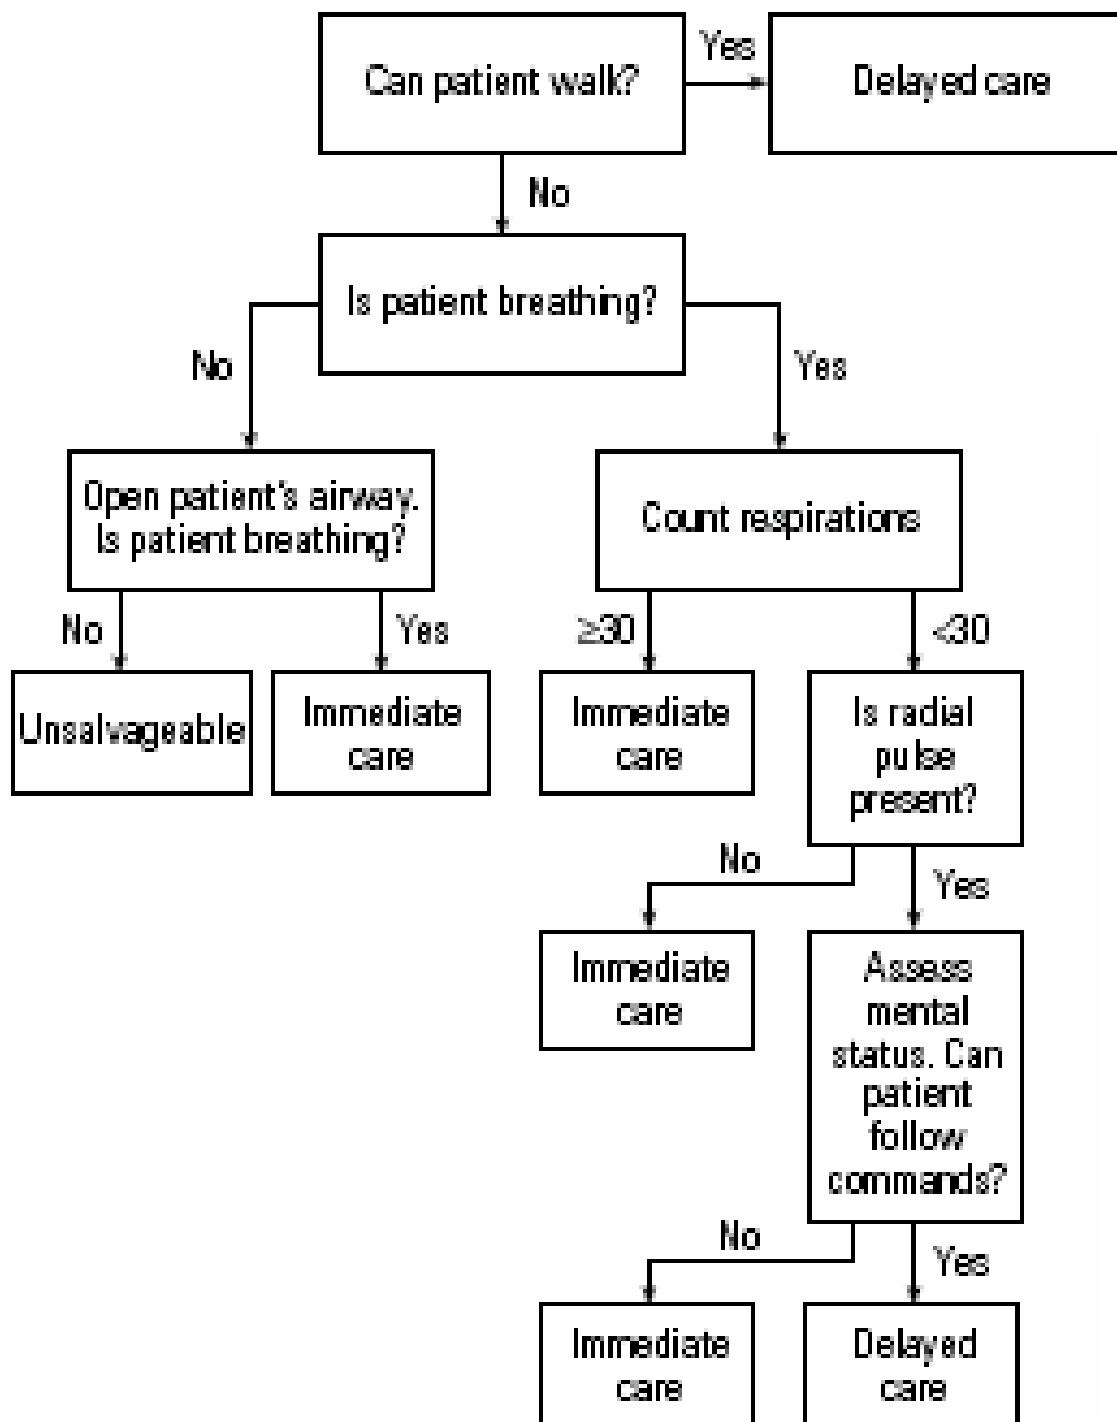 Can patient walk?
Yes
Delayed care
No
Is patient breathing?
No
Yes
Open patient's airway.
Is patient breathing?
Count respirations
No
Yes
≥30
<30
Unsalvageable
Immediate
care
Immediate
care
Is radial
pulse
present?
No
Yes
Immediate
care
Assess
mental
status. Can
patient
follow
commands?
No
Yes
Immediate
care
Delayed
care